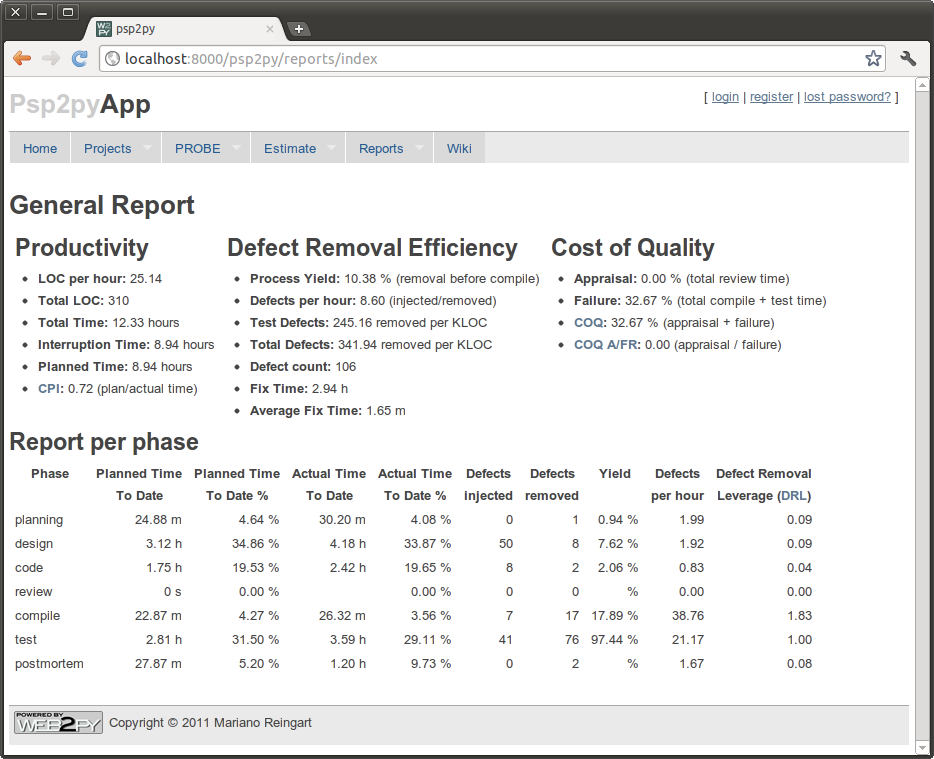 psp2py
localhost:8000/psp2py/reports/index
Psp2pyApp
[ login | register | lost password? ]
Home Projects PROBE Estimate Reports Wiki
General Report
Productivity
LOC per hour: 25.14
Total LOC: 310
Total Time: 12.33 hours
Interruption Time: 8.94 hours
Planned Time: 8.94 hours
CPI: 0.72 (plan/actual time)
Defect Removal Efficiency
Process Yield: 10.38 % (removal before compile)
Defects per hour: 8.60 (injected/removed)
Test Defects: 245.16 removed per KLOC
Total Defects: 341.94 removed per KLOC
Defect count: 106
Fix Time: 2.94 h
Average Fix Time: 1.65 m
Cost of Quality
Appraisal: 0.00 % (total review time)
Failure: 32.67 % (total compile + test time)
COQ: 32.67 % (appraisal + failure)
COQ A/FR: 0.00 (appraisal / failure)
Report per phase
Phase Planned Time Planned Time Actual Time Actual Time Defects Defects Yield Defects Defect Removal
To Date To Date % To Date To Date % injected removed per hour Leverage (DRL)
planning 24.88 m 4.64 % 30.20 m 4.08 % 0 1 0.94 % 1.99 0.09
design 3.12 h 34.86 % 4.18 h 33.87 % 50 8 7.62 % 1.92 0.09
code 1.75 h 19.53 % 2.42 h 19.65 % 8 2 2.06 % 0.83 0.04
review 0 s 0.00 % 0.00 % 0 0 % 0.00 0.00
compile 22.87 m 4.27 % 26.32 m 3.56 % 7 17 17.89 % 38.76 1.83
test 2.81 h 31.50 % 3.59 h 29.11 % 41 76 97.44 % 21.17 1.00
postmortem 27.87 m 5.20 % 1.20 h 9.73 % 0 2 % 1.67 0.08
POWERED BY
WEB2PY Copyright © 2011 Mariano Reingart